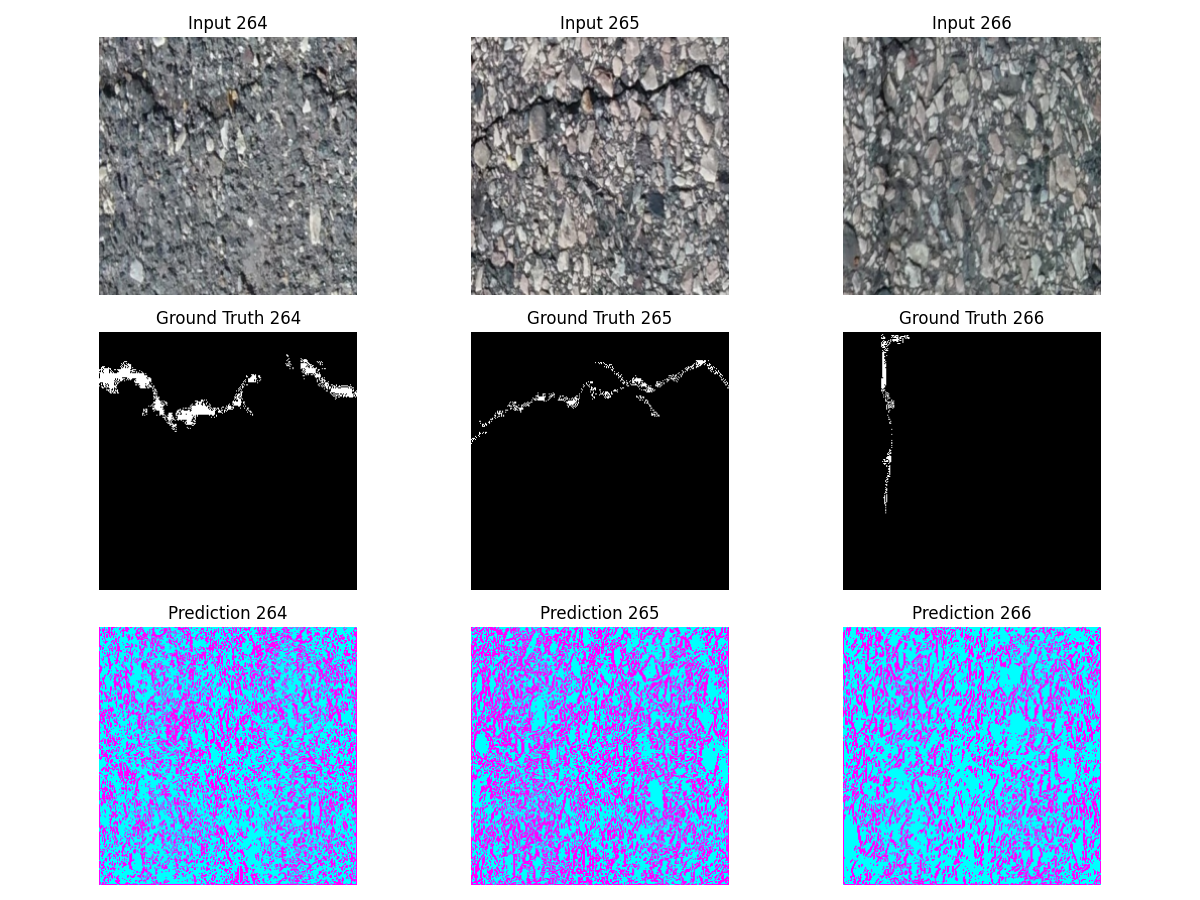 Input 264
Input 265
Input 266
Ground Truth 264
Ground Truth 265
Ground Truth 266
Prediction 264
Prediction 265
Prediction 266